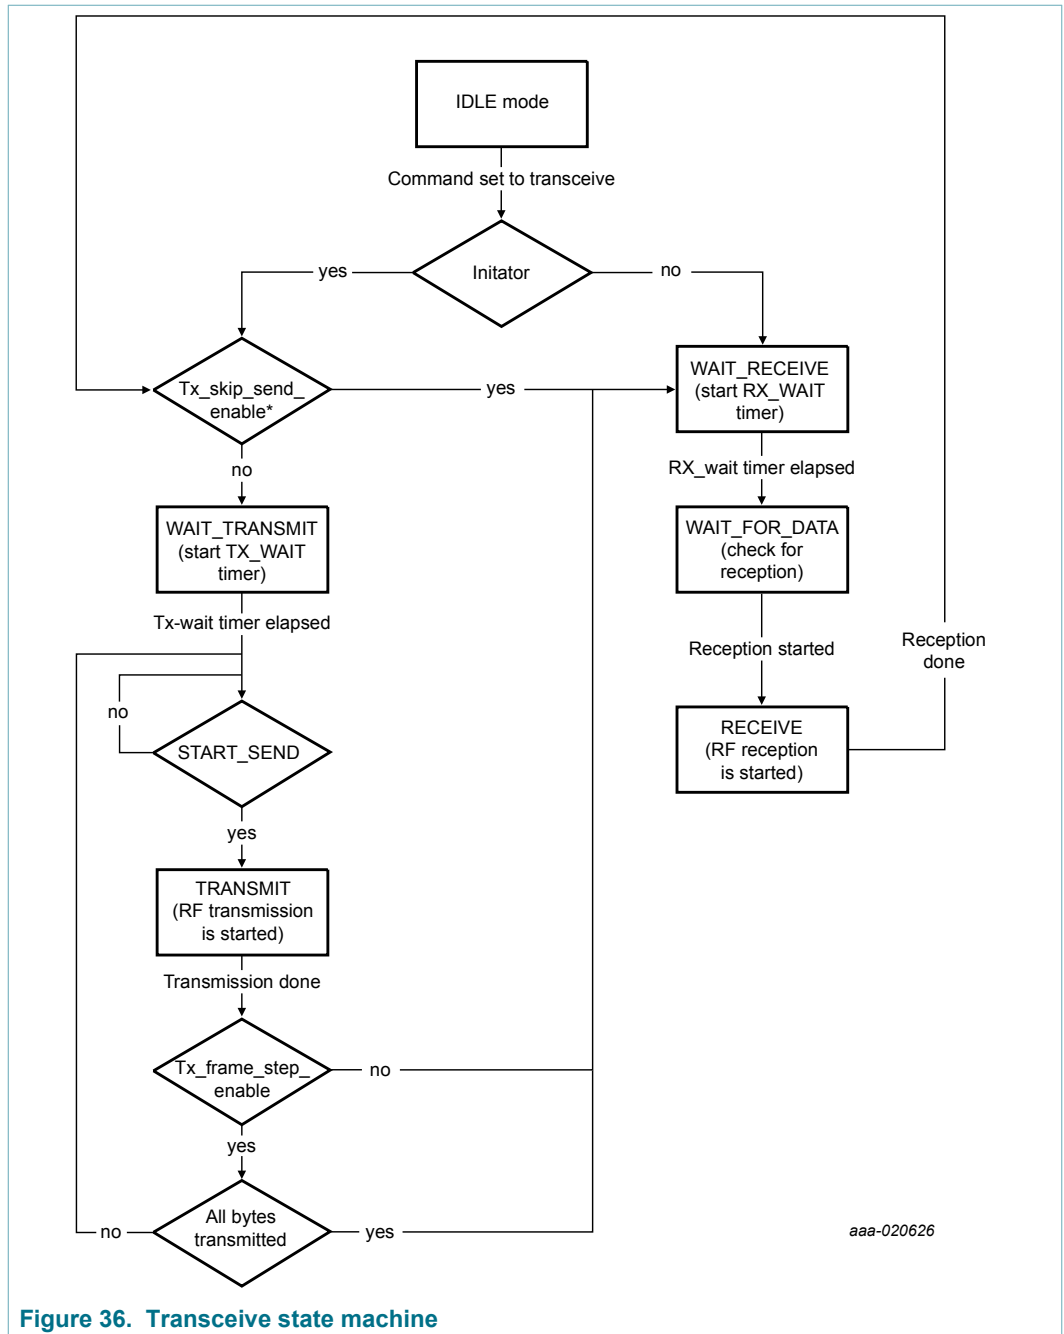 IDLE mode
Command set to transceive
Initator
yes
no
Tx_skip_send_
enable*
yes
no
WAIT_RECEIVE
(start RX_WAIT
timer)
RX_wait timer elapsed
WAIT_TRANSMIT
(start TX_WAIT
timer)
WAIT_FOR_DATA
(check for
reception)
Tx-wait timer elapsed
Reception started
Reception
done
no
START_SEND
RECEIVE
(RF reception
is started)
yes
TRANSMIT
(RF transmission
is started)
Transmission done
Tx_frame_step_
enable
no
yes
All bytes
transmitted
no
yes
aaa-020626
Figure 36. Transceive state machine